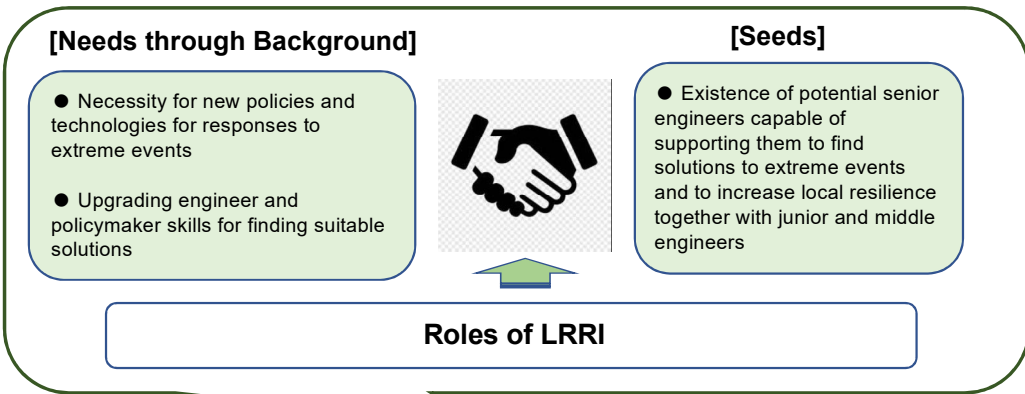 [Needs through Background]
● Necessity for new policies and
technologies for responses to
extreme events
● Upgrading engineer and
policymaker skills for finding suitable
solutions
[Seeds]
● Existence of potential senior
engineers capable of
supporting them to find
solutions to extreme events
and to increase local resilience
together with junior and middle
engineers
Roles of LRRI